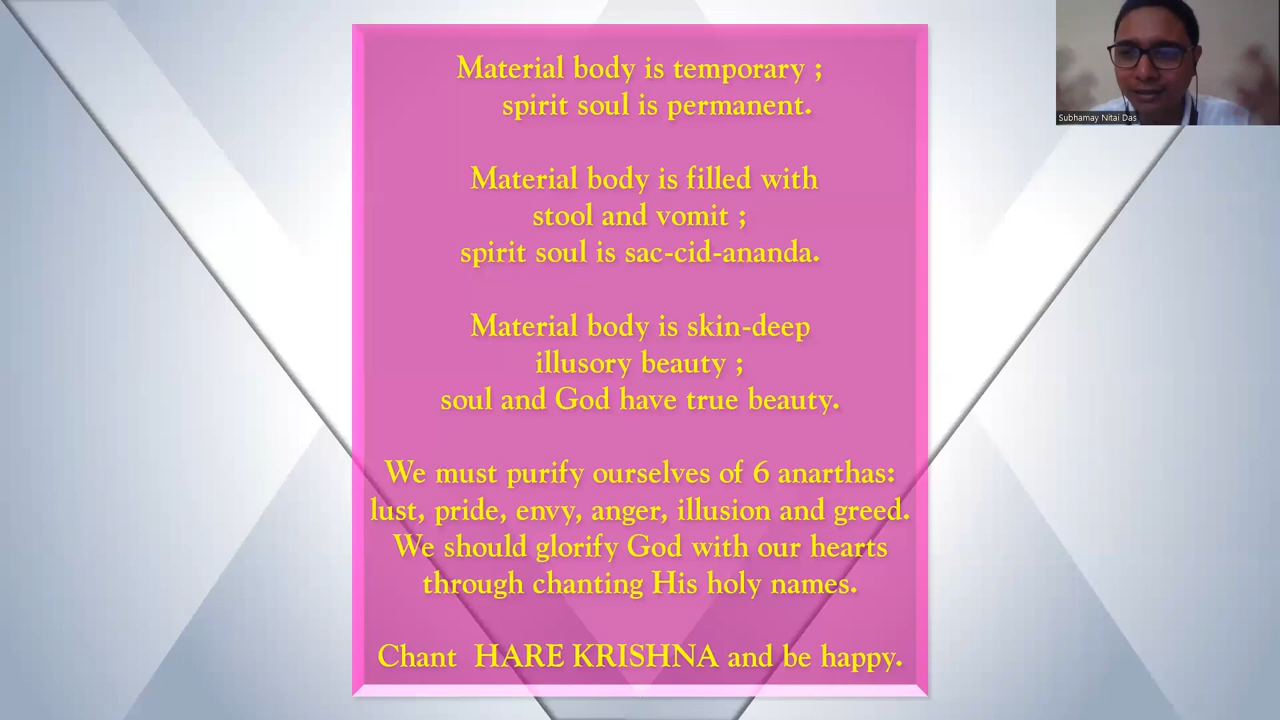 Material body is temporary ;
spirit soul is permanent.
Material body is filled with
stool and vomit ;
spirit soul is sac-cid-ananda.
Material body is skin-deep
illusory beauty ;
soul and God have true beauty.
We must purify ourselves of 6 anarthas:
lust, pride, envy, anger, illusion and greed.
We should glorify God with our hearts
through chanting His holy names.
Chant HARE KRISHNA and be happy.
Subhamay Nitai Das